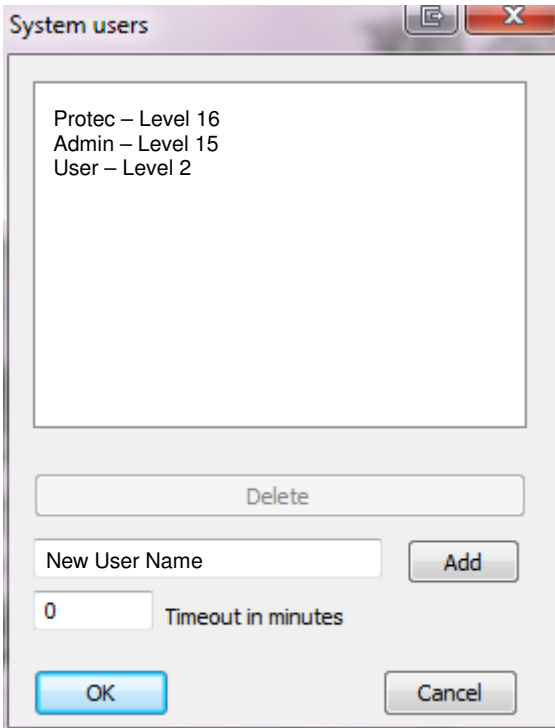 System users
Protec – Level 16
Admin – Level 15
User – Level 2
Delete
New User Name
Add
0
Timeout in minutes
OK
Cancel